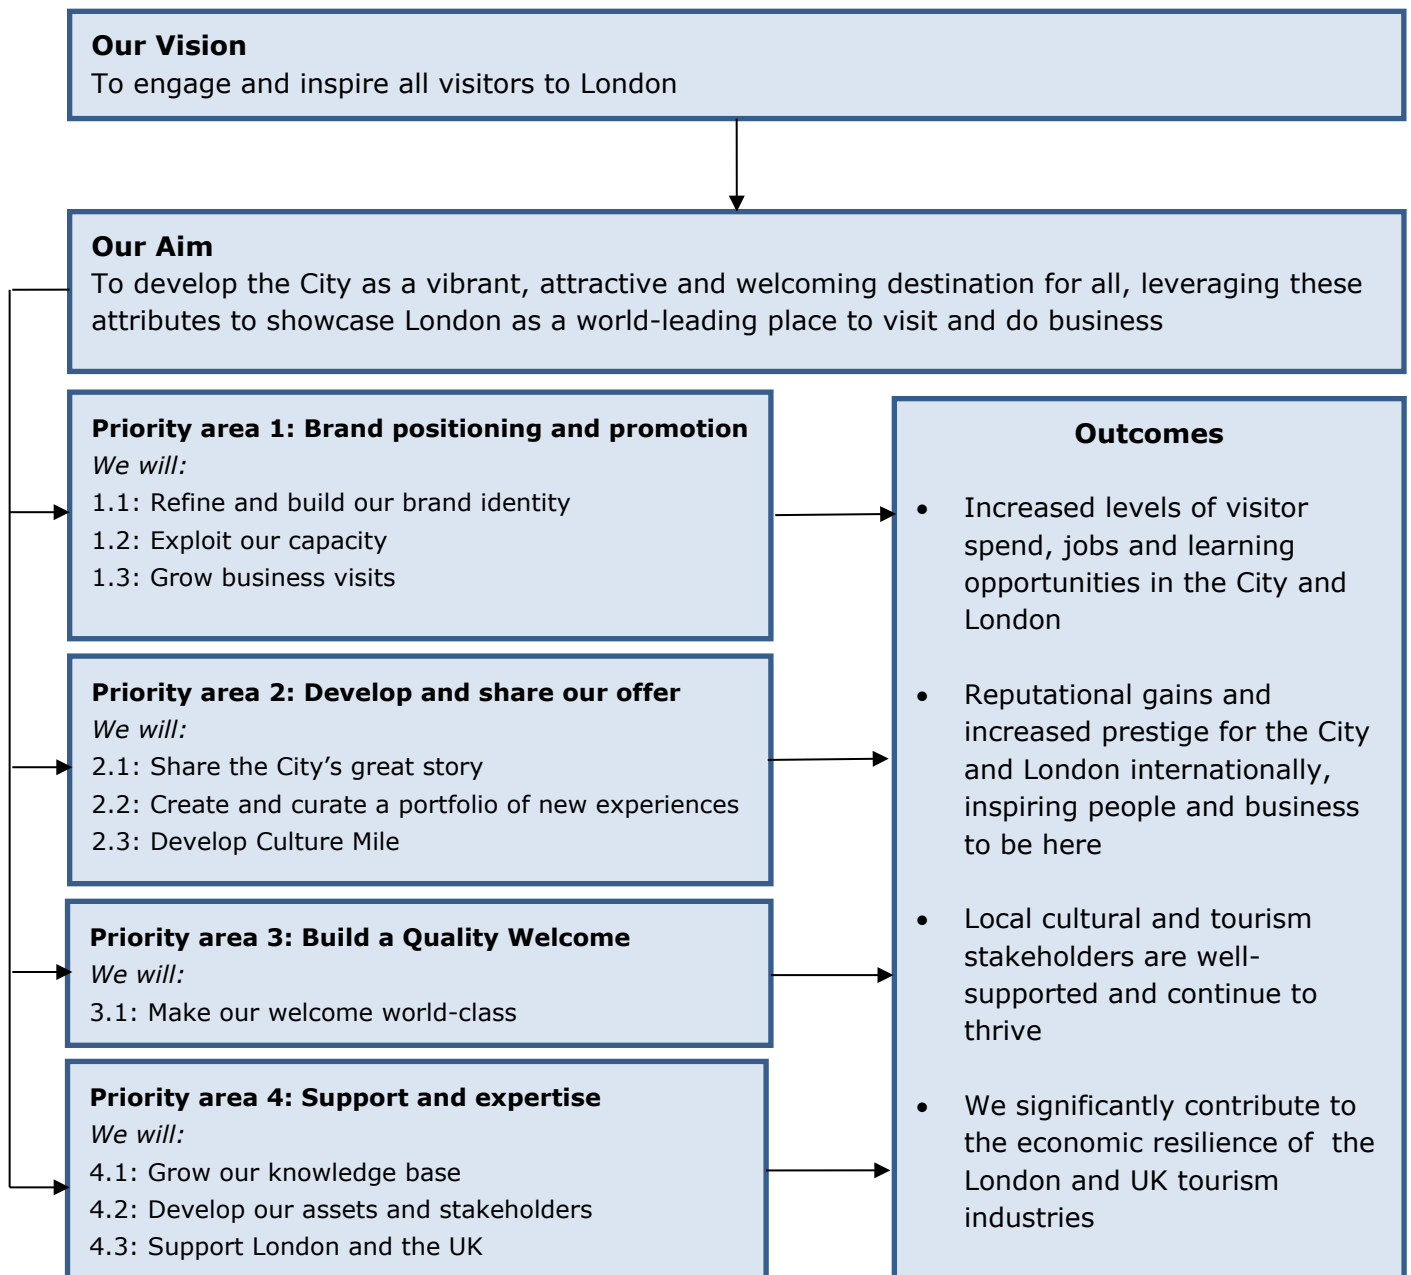 Our Vision
To engage and inspire all visitors to London
Our Aim
To develop the City as a vibrant, attractive and welcoming destination for all, leveraging these
attributes to showcase London as a world-leading place to visit and do business
Priority area 1: Brand positioning and promotion
We will:
1.1: Refine and build our brand identity
1.2: Exploit our capacity
1.3: Grow business visits
Priority area 2: Develop and share our offer
We will:
2.1: Share the City’s great story
2.2: Create and curate a portfolio of new experiences
2.3: Develop Culture Mile
Priority area 3: Build a Quality Welcome
We will:
3.1: Make our welcome world-class
Priority area 4: Support and expertise
We will:
4.1: Grow our knowledge base
4.2: Develop our assets and stakeholders
4.3: Support London and the UK
Outcomes
• Increased levels of visitor
spend, jobs and learning
opportunities in the City and
London
• Reputational gains and
increased prestige for the City
and London internationally,
inspiring people and business
to be here
• Local cultural and tourism
stakeholders are well-
supported and continue to
thrive
• We significantly contribute to
the economic resilience of  the
London and UK tourism
industries